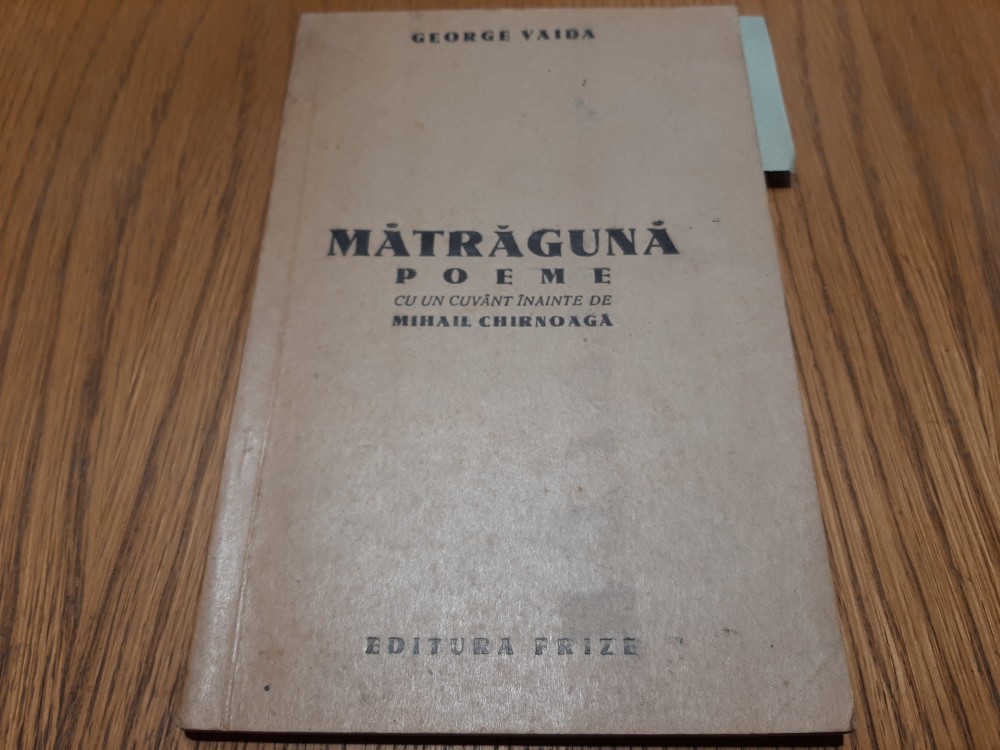 GEORGE VAIDA
MĂTRĂGUNĂ
POEME
CU UN CUVÂNT ÎNAINTE DE
MIHAIL CHIRNOAGĂ
EDITURA FRIZE